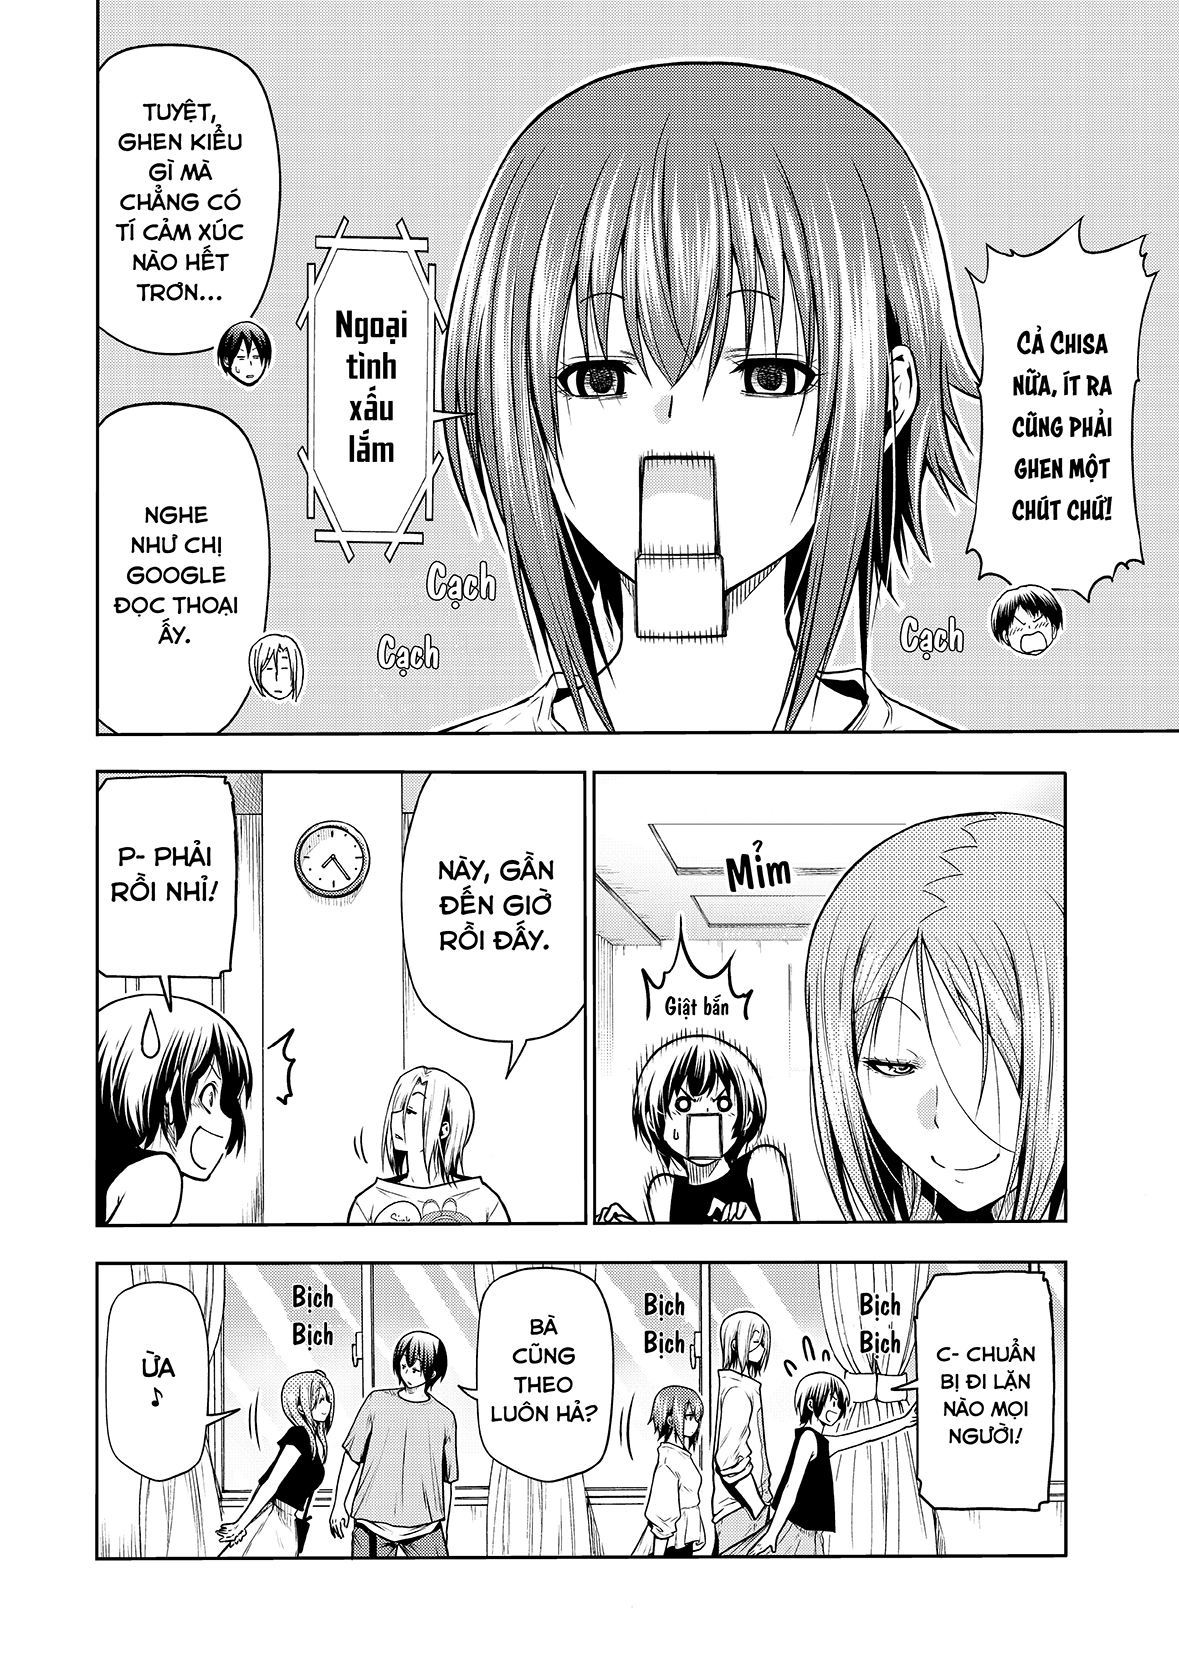 CẢ CHISA
NỮA, ÍT RA
CŨNG PHẢI
GHEN MỘT
CHÚT CHỨ!
Ngoại
tình
xấu
lắm
Cạch
Cạch
Cạch
TUYỆT,
GHEN KIỂU
GÌ MÀ
CHẲNG CÓ
TÍ CẢM XÚC
NÀO HẾT
TRƠN...
NGHE
NHƯ CHỊ
GOOGLE
ĐỌC THOẠI
ẤY.
Mỉm
Giật bắn
NÀY, GẦN
ĐẾN GIỜ
RỒI ĐẤY.
P- PHẢI
RỒI NHỈ!
C- CHUẨN
BỊ ĐI LẶN
NÀO MỌI
NGƯỜI!
Bịch
Bịch
Bịch
Bịch
BÀ
CŨNG
THEO
LUÔN HẢ?
Bịch
Bịch
ỪA
♪